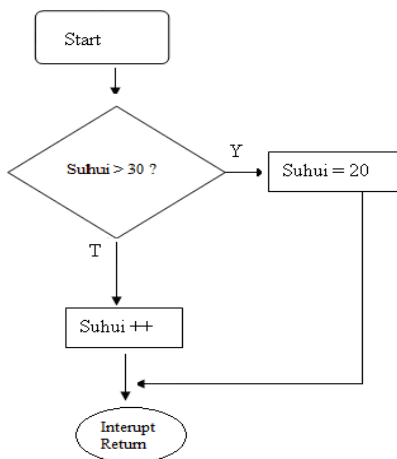 Start
Suhui > 30 ?
Y
Suhui = 20
T
Suhui ++
Interupt
Return